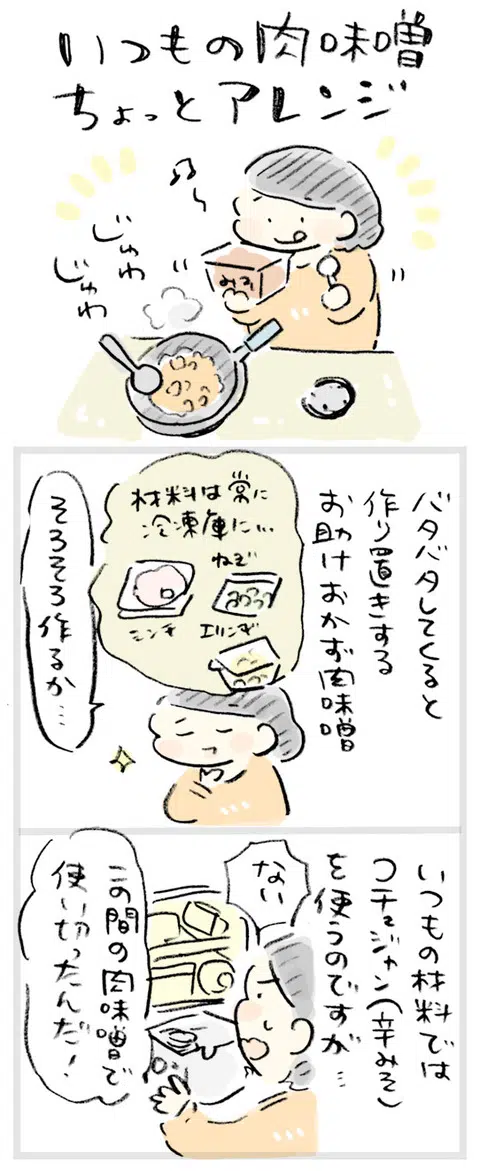 いつもの肉味噌
ちょっとアレンジ
じゅわ
じゅわ
みそ
バタバタしてくると
作り置きする
お助けおかず肉味噌
材料は常に
冷凍庫に…
ねぎ
ミンチ
エリンギ
そろそろ作るか…
いつもの材料では
コチュジャン(辛みそ)
を使うのですが…
ない
この間の肉味噌で
使い切ったんだ!